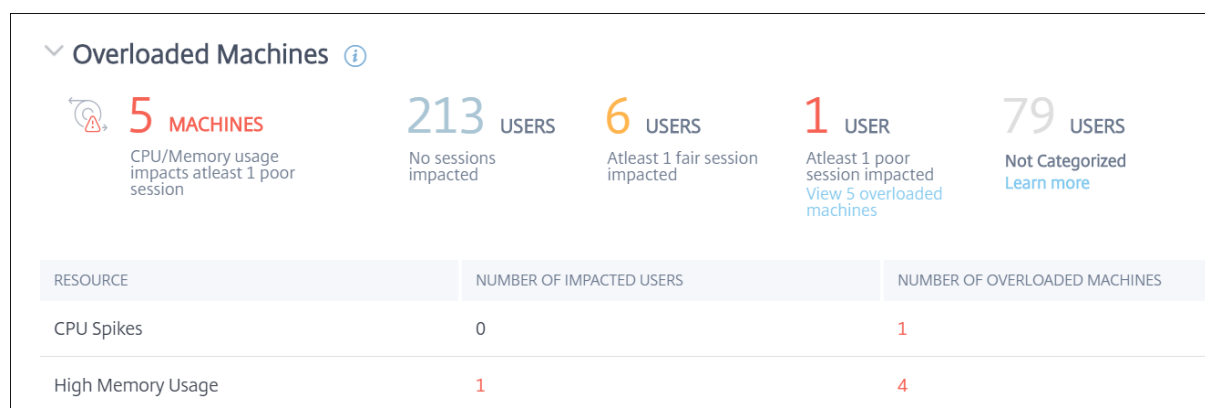 Overloaded Machines
5 MACHINES
CPU/Memory usage
impacts atleast 1 poor
session
213 USERS
No sessions
impacted
6 USERS
Atleast 1 fair session
impacted
1 USER
Atleast 1 poor
session impacted
View 5 overloaded
machines
79 USERS
Not Categorized
Learn more
RESOURCE NUMBER OF IMPACTED USERS NUMBER OF OVERLOADED MACHINES
CPU Spikes 0 1
High Memory Usage 1 4